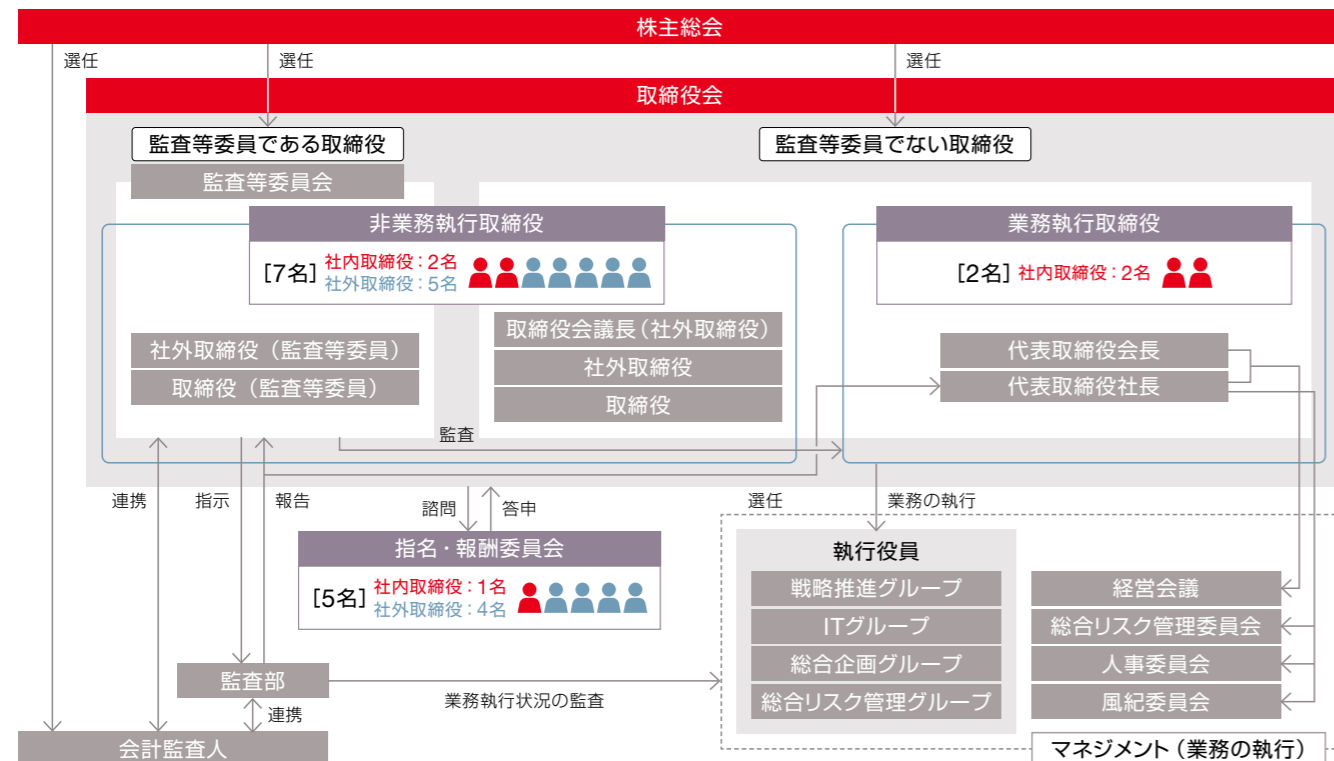 株主総会
選任
選任
選任
取締役会
監査等委員である取締役
監査等委員でない取締役
監査等委員会
非業務執行取締役
[7名]
社内取締役：2名
社外取締役：5名
業務執行取締役
[2名] 社内取締役：2名
社外取締役（監査等委員）
取締役（監査等委員）
取締役会議長（社外取締役）
社外取締役
取締役
代表取締役会長
代表取締役社長
監査
連携
指示
報告
諮問
答申
選任
業務の執行
指名・報酬委員会
[5名]
社内取締役：1名
社外取締役：4名
執行役員
戦略推進グループ
ITグループ
総合企画グループ
総合リスク管理グループ
経営会議
総合リスク管理委員会
人事委員会
風紀委員会
監査部
業務執行状況の監査
連携
会計監査人
マネジメント（業務の執行）